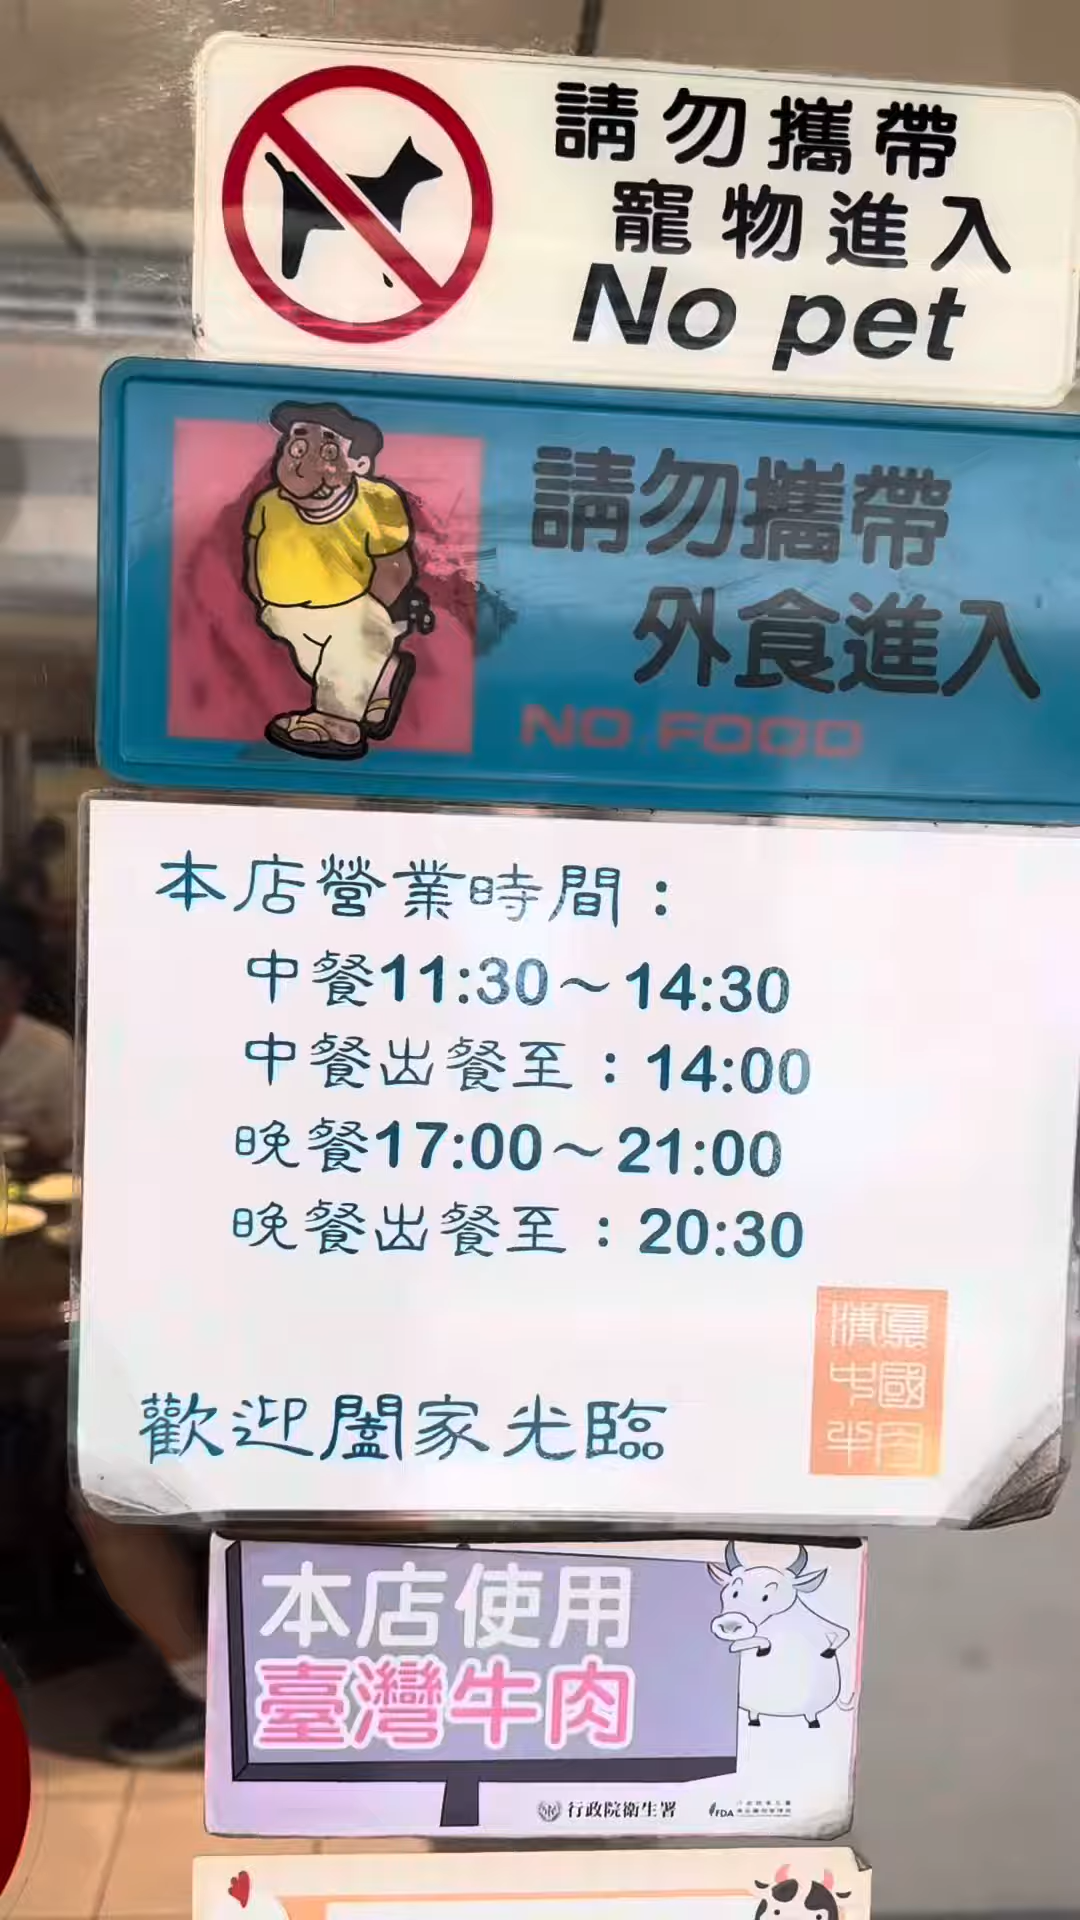 請勿攜帶
寵物進入
No pet
請勿攜帶
外食進入
NO.FOOD
本店營業時間：
中餐11:30～14:30
中餐出餐至：14:00
晚餐17:00～21:00
晚餐出餐至：20:30
歡迎闔家光臨
本店使用
臺灣牛肉
行政院衛生署
FDA